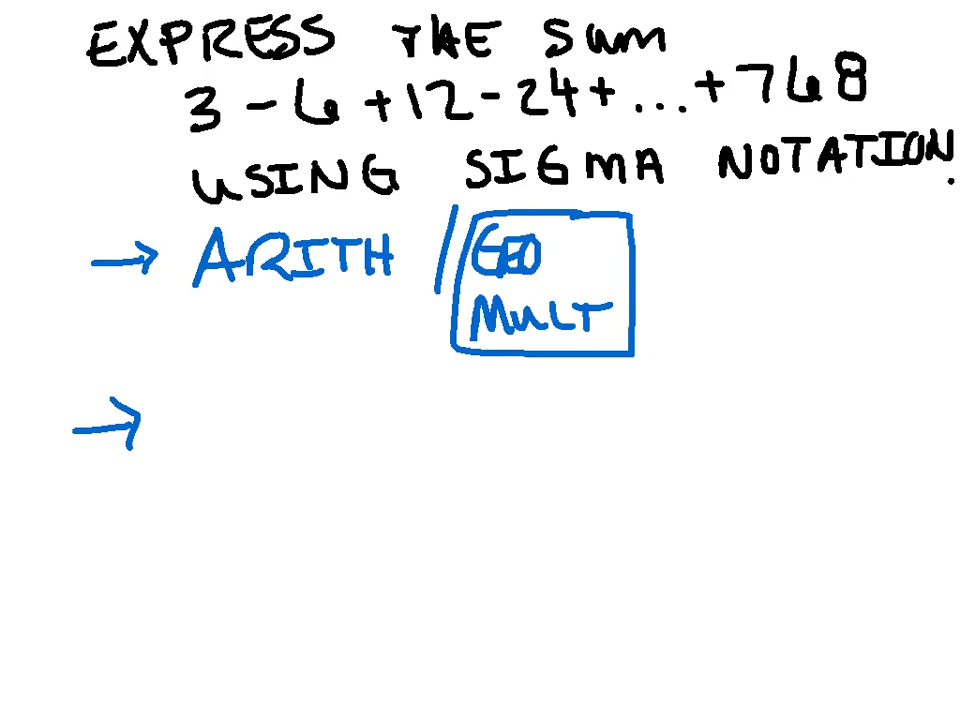 EXPRESS THE SUM
3 - 6 + 12 - 24 + ... + 768
USING SIGMA NOTATION.
→ ARITH / GEO
MULT
→